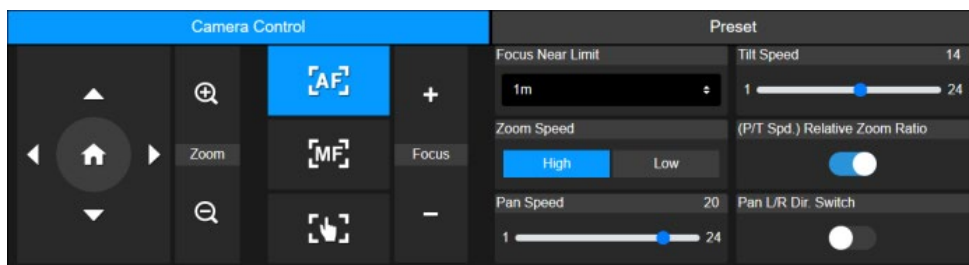 Camera Control
Preset
AF
MF
Zoom
Focus
Focus Near Limit
1m
Tilt Speed 14
1 24
Zoom Speed
High Low
(P/T Spd.) Relative Zoom Ratio
Pan Speed 20
1 24
Pan L/R Dir. Switch